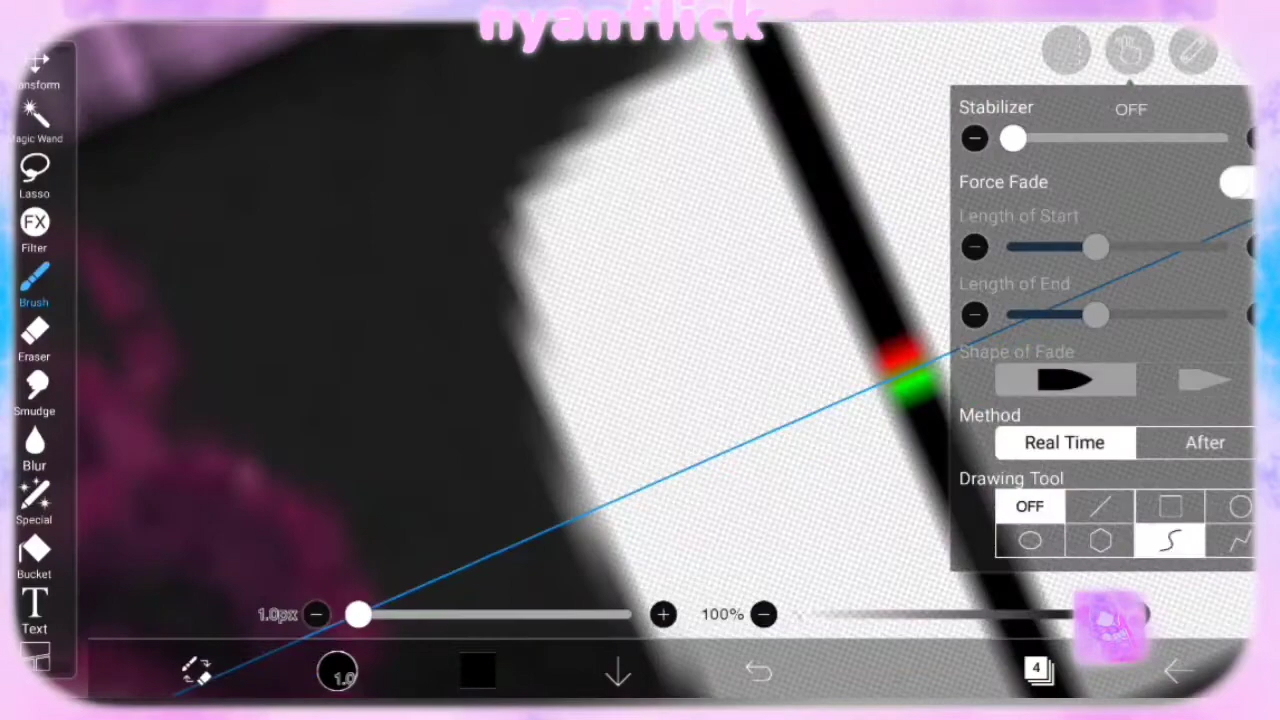 nyanflick
ansform
Magic Wand
Lasso
FX
Filter
Brush
Eraser
Smudge
Blur
Special
Bucket
T
Text
Stabilizer
OFF
Force Fade
Length of Start
Length of End
Shape of Fade
Method
Real Time
After
Drawing Tool
OFF
1.0px
100%
1.0
4